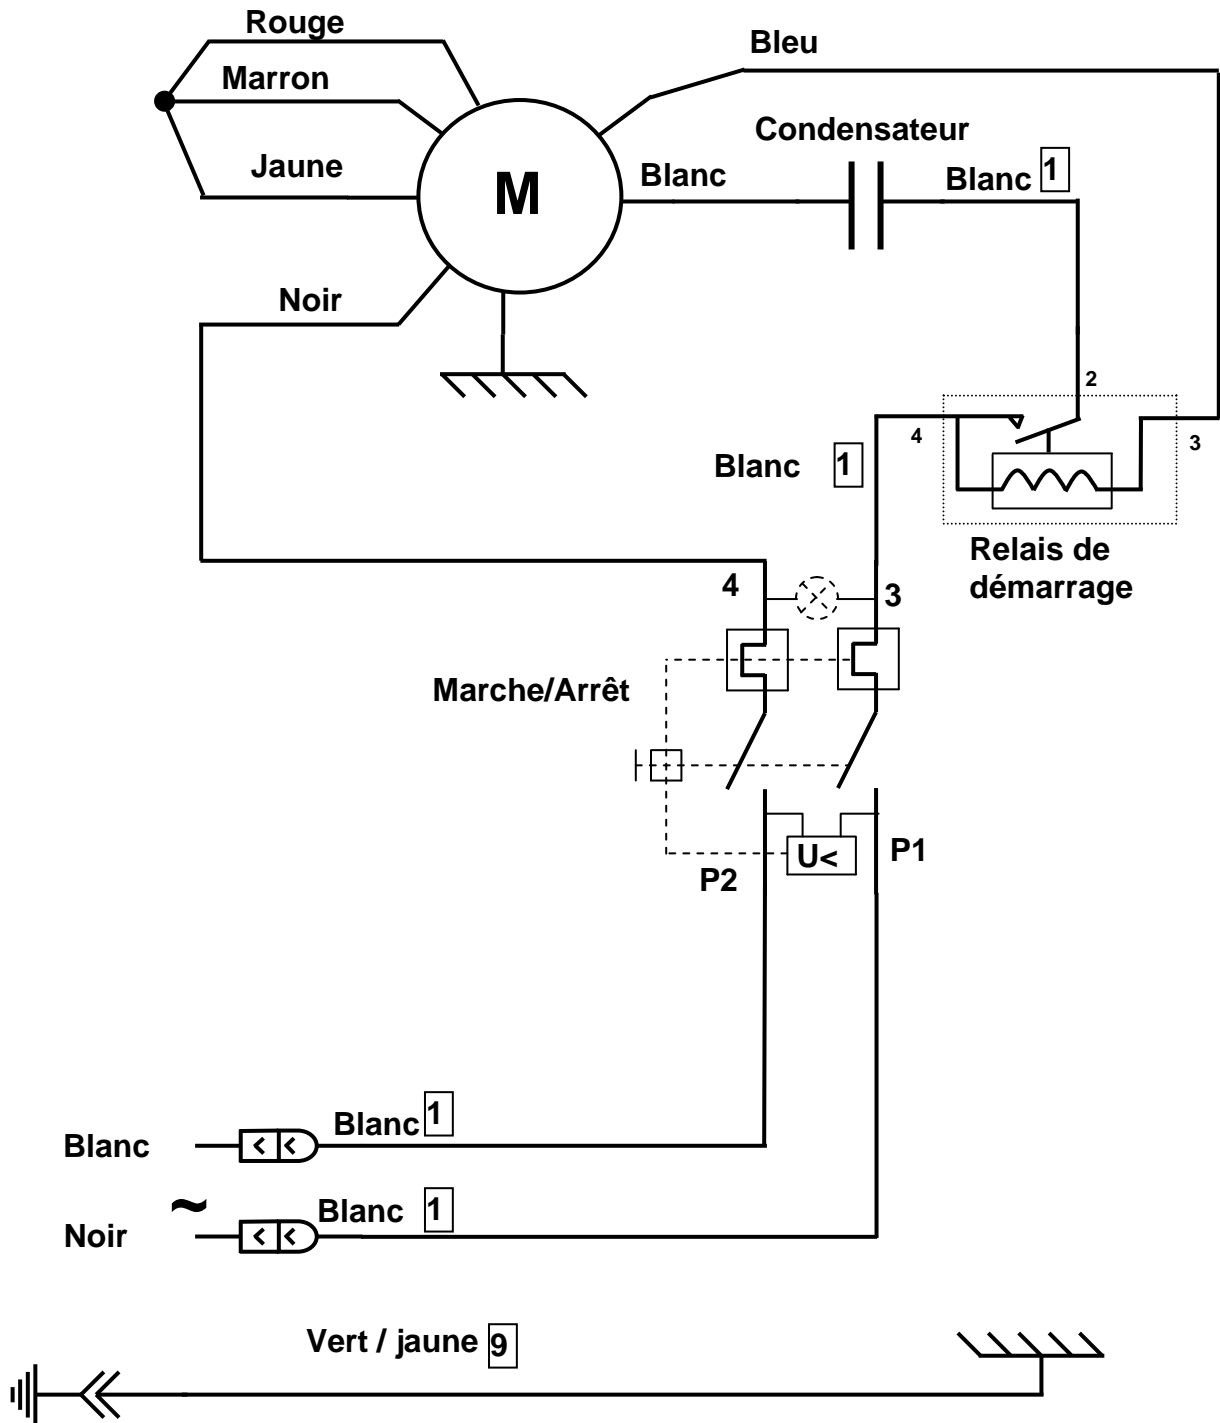 Rouge
Bleu
Marron
Condensateur
Jaune
M
Blanc
Blanc 1
Noir
2
4
3
Blanc 1
Relais de
démarrage
4
3
Marche/Arrêt
U<
P1
P2
Blanc 1
Blanc
~
Blanc 1
Noir
Vert / jaune 9